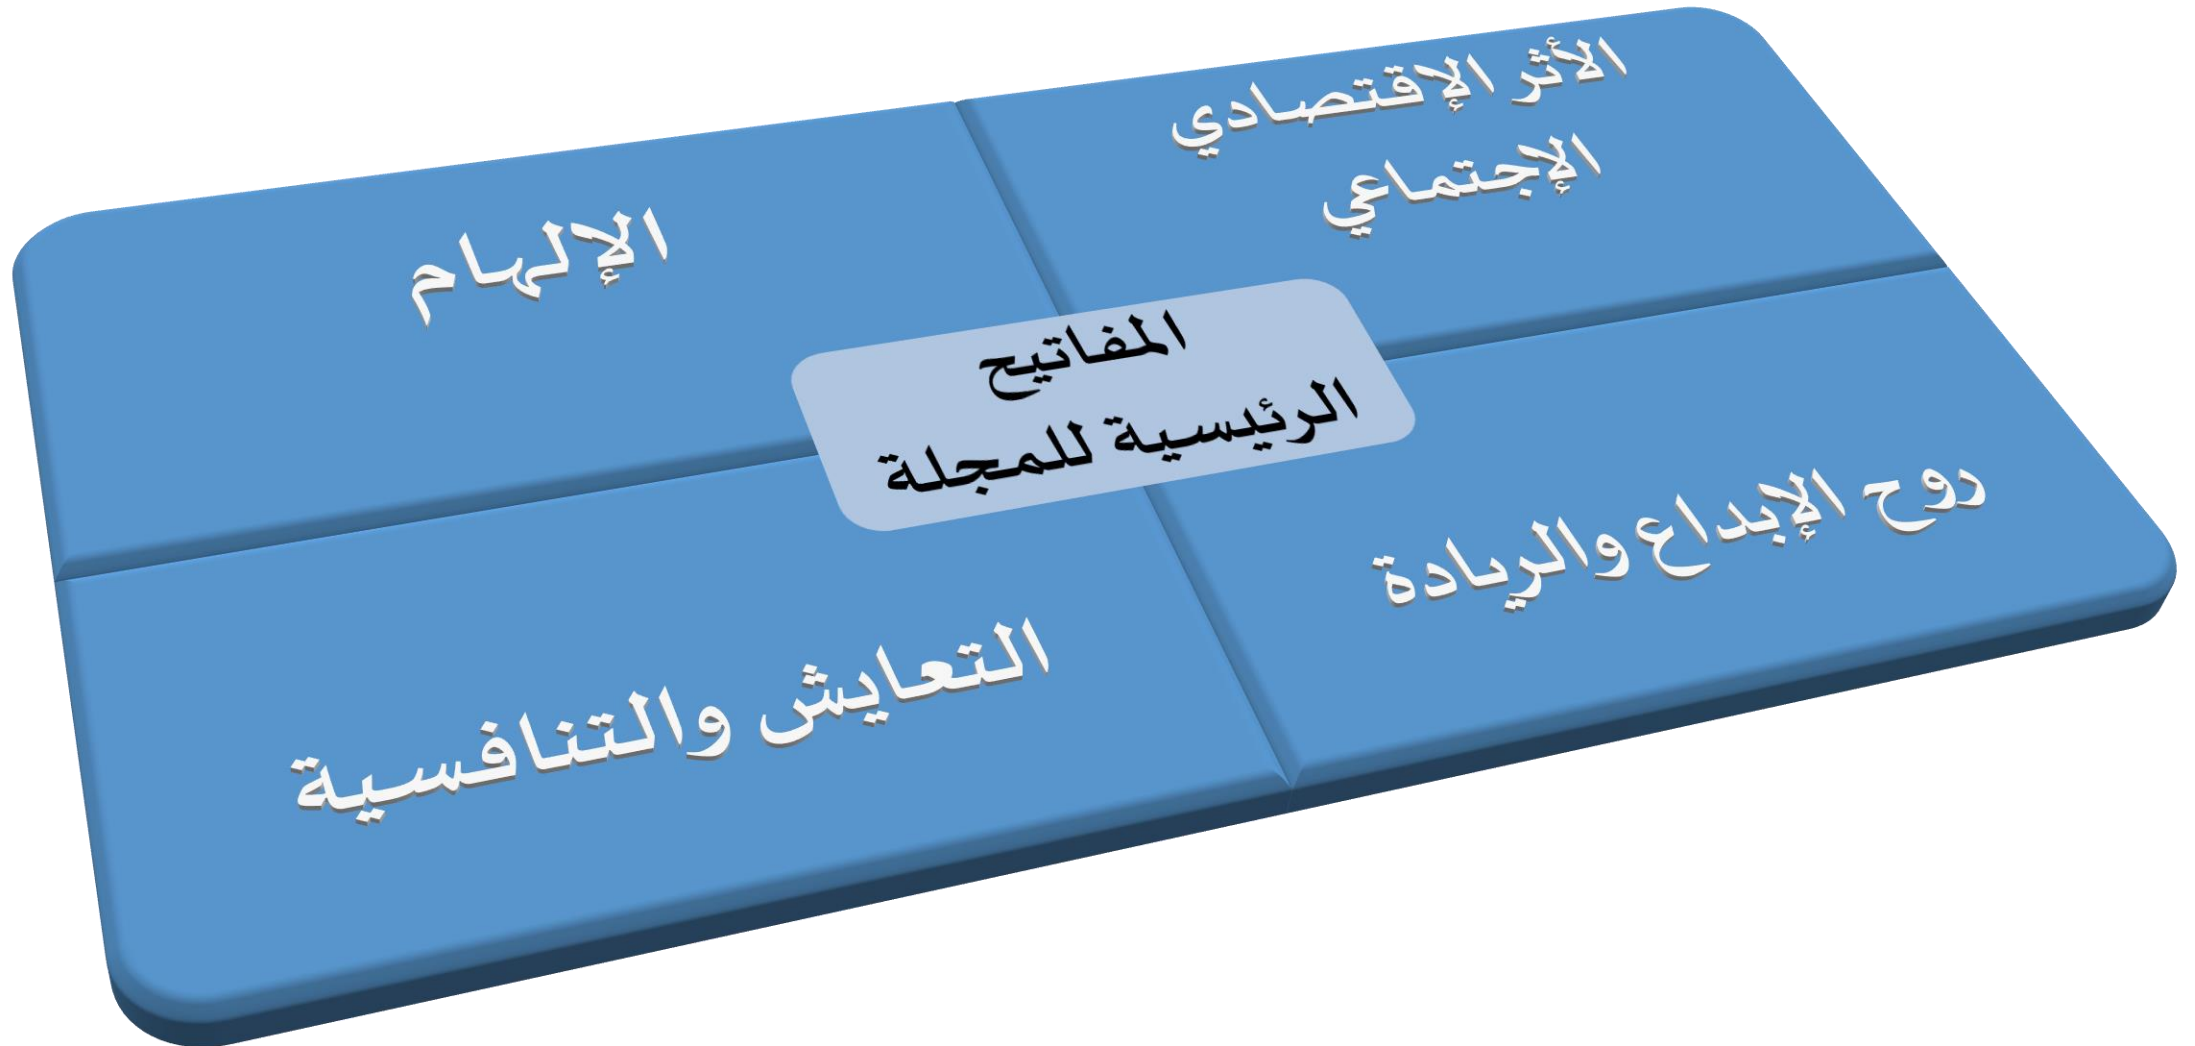 الأثر الإقتصادي
الإجتماعي
الإلهام
المفاتيح
الرئيسية للمجلة
روح الإبداع والريادة
التعايش والتنافسية